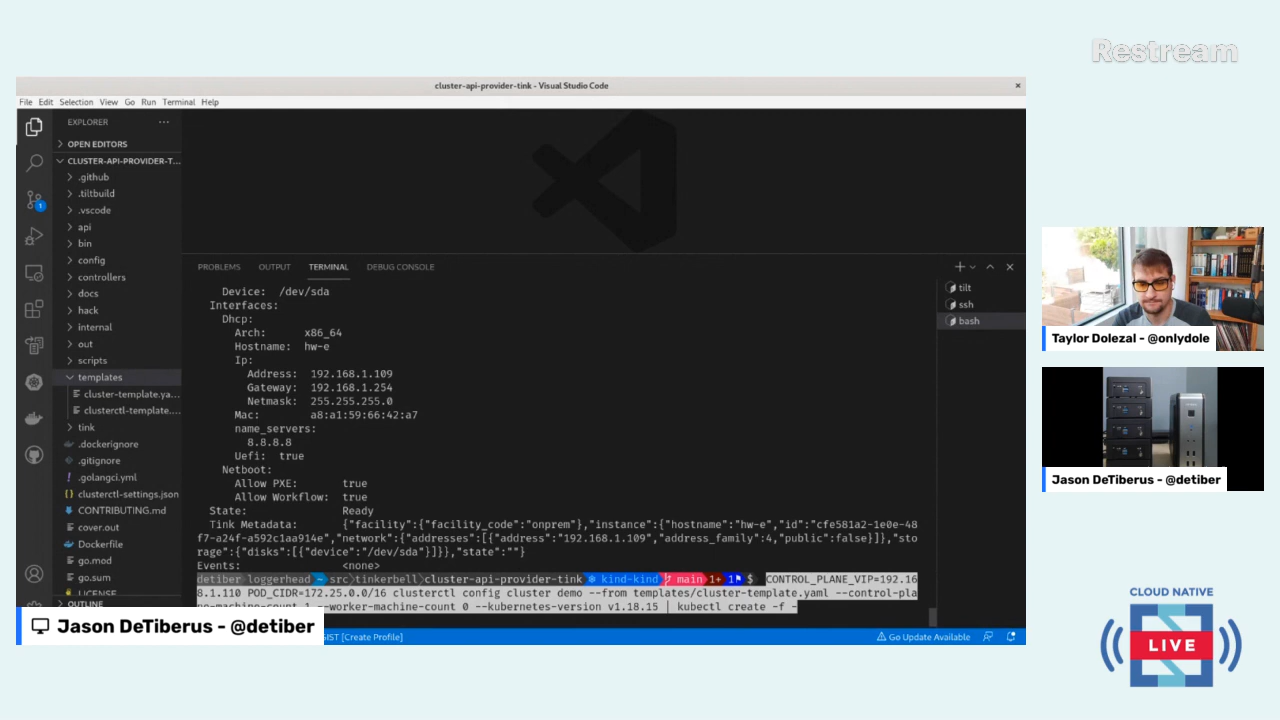 Restream
cluster-api-provider-tink - Visual Studio Code
File Edit Selection View Go Run Terminal Help
EXPLORER
OPEN EDITORS
CLUSTER-API-PROVIDER-T...
.github
.tiltbuild
.vscode
api
bin
config
controllers
docs
hack
internal
out
scripts
templates
cluster-template.ya...
clusterctl-template....
tink
.dockerignore
.gitignore
.golangci.yml
clusterctl-settings.json
CONTRIBUTING.md
cover.out
Dockerfile
go.mod
go.sum
LICENSE
OUTLINE
PROBLEMS OUTPUT TERMINAL DEBUG CONSOLE
tilt
ssh
bash
Device: /dev/sda
Interfaces:
Dhcp:
Arch: x86_64
Hostname: hw-e
Ip:
Address: 192.168.1.109
Gateway: 192.168.1.254
Netmask: 255.255.255.0
Mac: a8:a1:59:66:42:a7
name_servers:
8.8.8.8
Uefi: true
Netboot:
Allow PXE: true
Allow Workflow: true
State: Ready
Tink Metadata: {"facility":{"facility_code":"onprem"},"instance":{"hostname":"hw-e","id":"cfe581a2-1e0e-48
f7-a24f-a592c1aa914e","network":{"addresses":[{"address":"192.168.1.109","address_family":4,"public":false}]},"sto
rage":{"disks":[{"device":"/dev/sda"}]}},"state":""}
Events: <none>
detiber loggerhead ~ src tinkerbell cluster-api-provider-tink ⎈ kind-kind main 1+ 1⚑ $ CONTROL_PLANE_VIP=192.16
8.1.110 POD_CIDR=172.25.0.0/16 clusterctl config cluster demo --from templates/cluster-template.yaml --control-pla
ne-machine-count 1 --worker-machine-count 0 --kubernetes-version v1.18.15 | kubectl create -f -
GIST [Create Profile]
Go Update Available
Jason DeTiberus - @detiber
Taylor Dolezal - @onlydole
Jason DeTiberus - @detiber
CLOUD NATIVE
LIVE